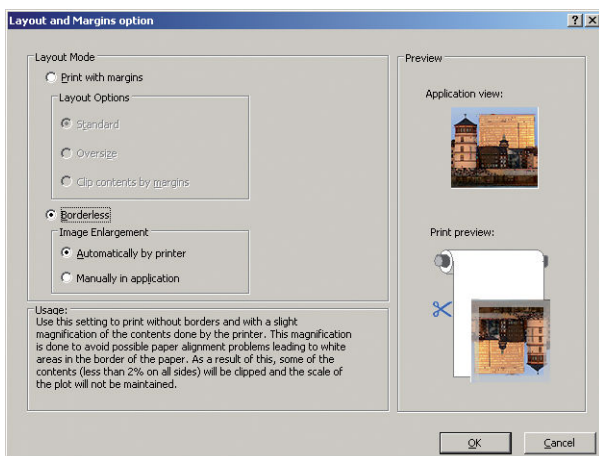 Layout and Margins option
Layout Mode
Print with margins
Layout Options
Standard
Oversize
Clip contents by margins
Borderless
Image Enlargement
Automatically by printer
Manually in application
Usage:
Use this setting to print without borders and with a slight
magnification of the contents done by the printer. This magnification
is done to avoid possible paper alignment problems leading to white
areas in the border of the paper. As a result of this, some of the
contents (less than 2% on all sides) will be clipped and the scale of
the plot will not be maintained.
Preview
Application view:
Print preview:
OK
Cancel